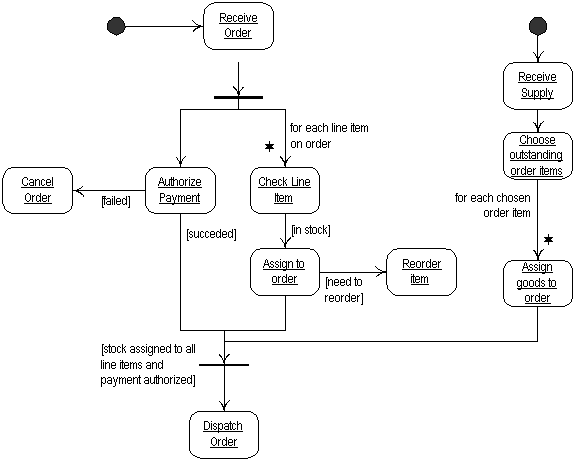 Receive
Order
Receive
Supply
for each line item
on order
Choose
outstanding
order items
Cancel
Order
[failed]
Authorize
Payment
Check Line
Item
for each chosen
order item
[succeded]
[in stock]
Assign to
order
[need to
reorder]
Reorder
item
Assign
goods to
order
[stock assigned to all
line items and
payment authorized]
Dispatch
Order